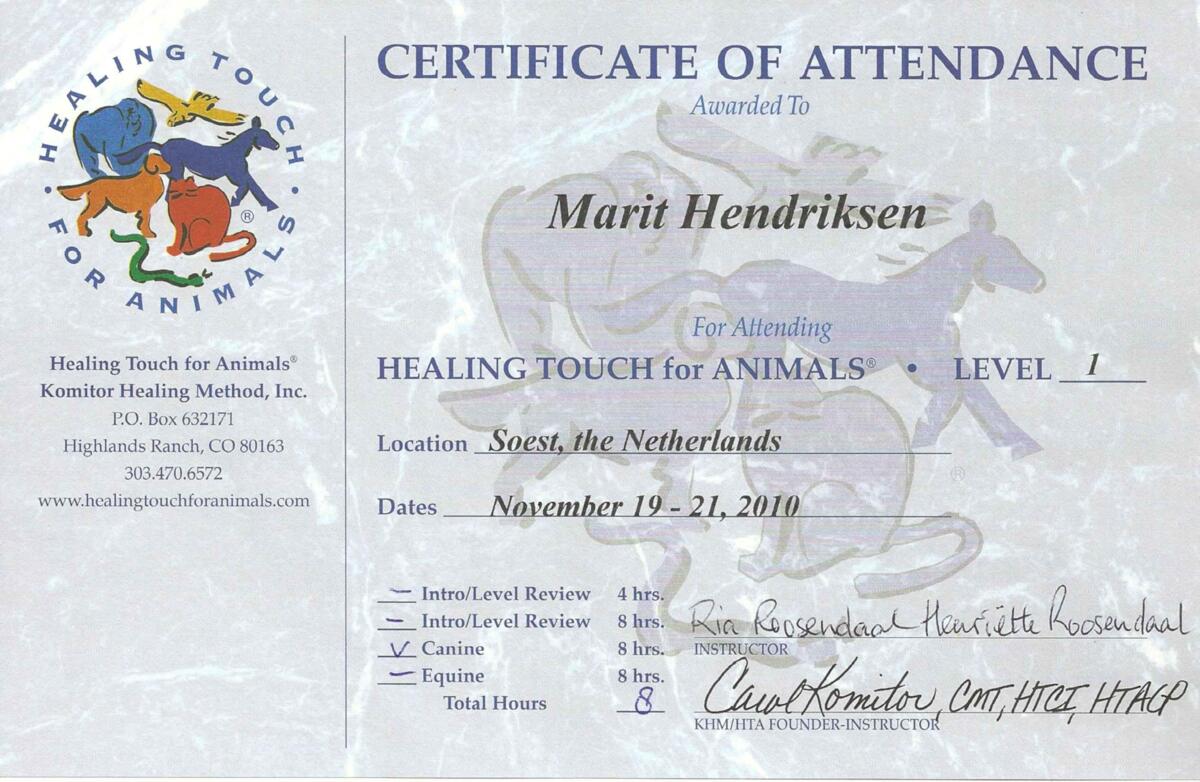 HEALING TOUCH
FOR ANIMALS
®
Healing Touch for Animals®
Komitor Healing Method, Inc.
P.O. Box 632171
Highlands Ranch, CO 80163
303.470.6572
www.healingtouchforanimals.com
CERTIFICATE OF ATTENDANCE
Awarded To
Marit Hendriksen
For Attending
HEALING TOUCH for ANIMALS® • LEVEL 1
Location Soest, the Netherlands
®
Dates November 19 - 21, 2010
– Intro/Level Review 4 hrs.
– Intro/Level Review 8 hrs.
V Canine 8 hrs.
– Equine 8 hrs.
Total Hours 8
Ria Roosendaal Henriëtte Roosendaal
INSTRUCTOR
Carol Komitor, CMT, HTCI, HTACP
KHM/HTA FOUNDER-INSTRUCTOR